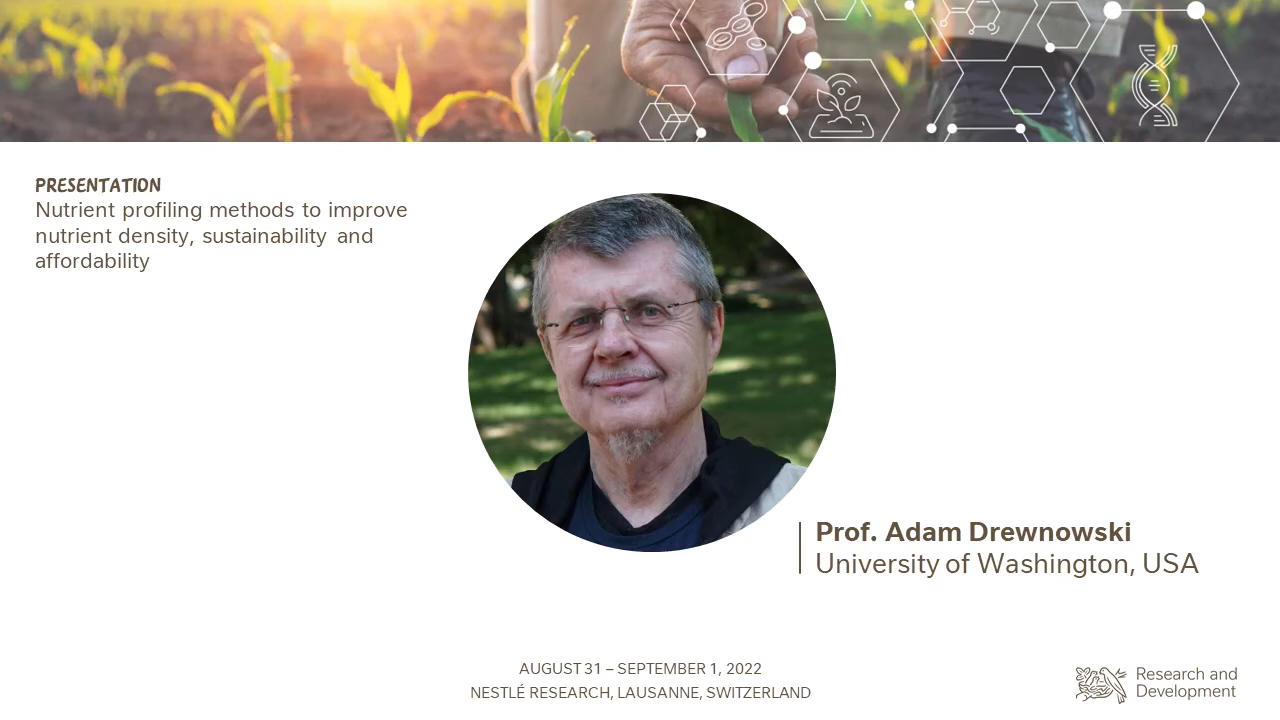 PRESENTATION
Nutrient profiling methods to improve
nutrient density, sustainability and
affordability
Prof. Adam Drewnowski
University of Washington, USA
AUGUST 31 – SEPTEMBER 1, 2022
NESTLÉ RESEARCH, LAUSANNE, SWITZERLAND
Research and
Development